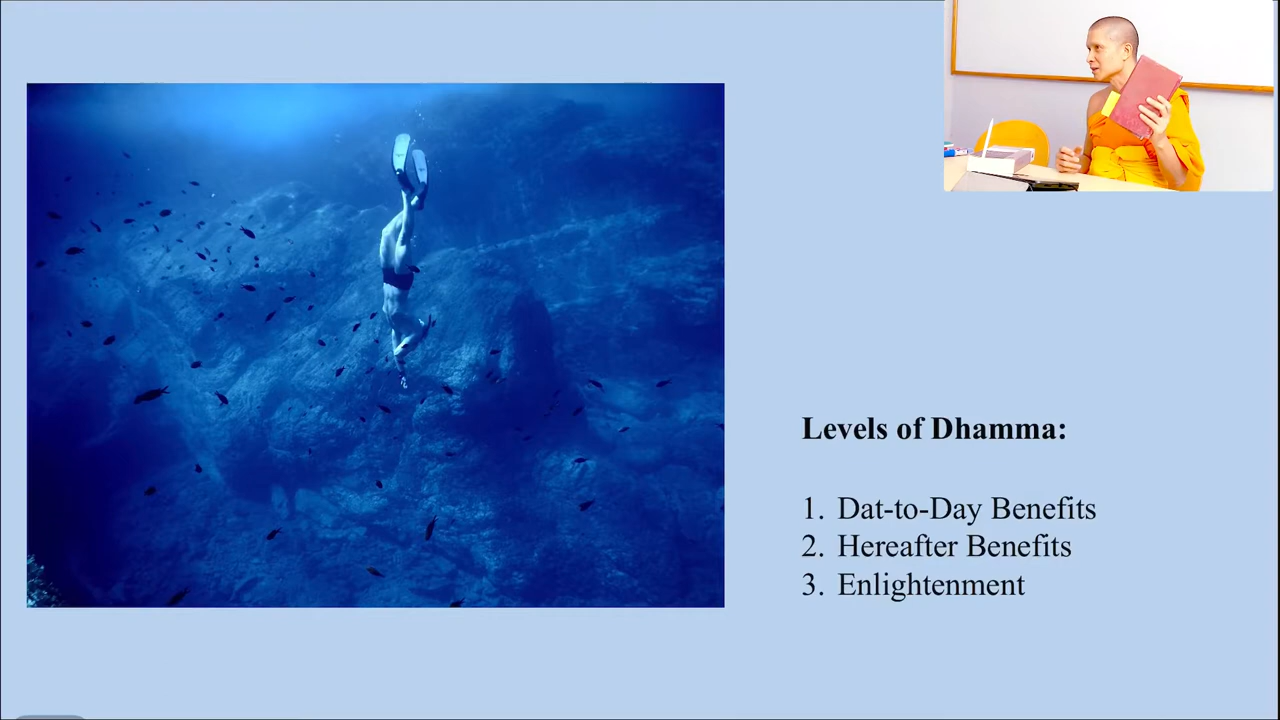 Levels of Dhamma:
1. Dat-to-Day Benefits
2. Hereafter Benefits
3. Enlightenment